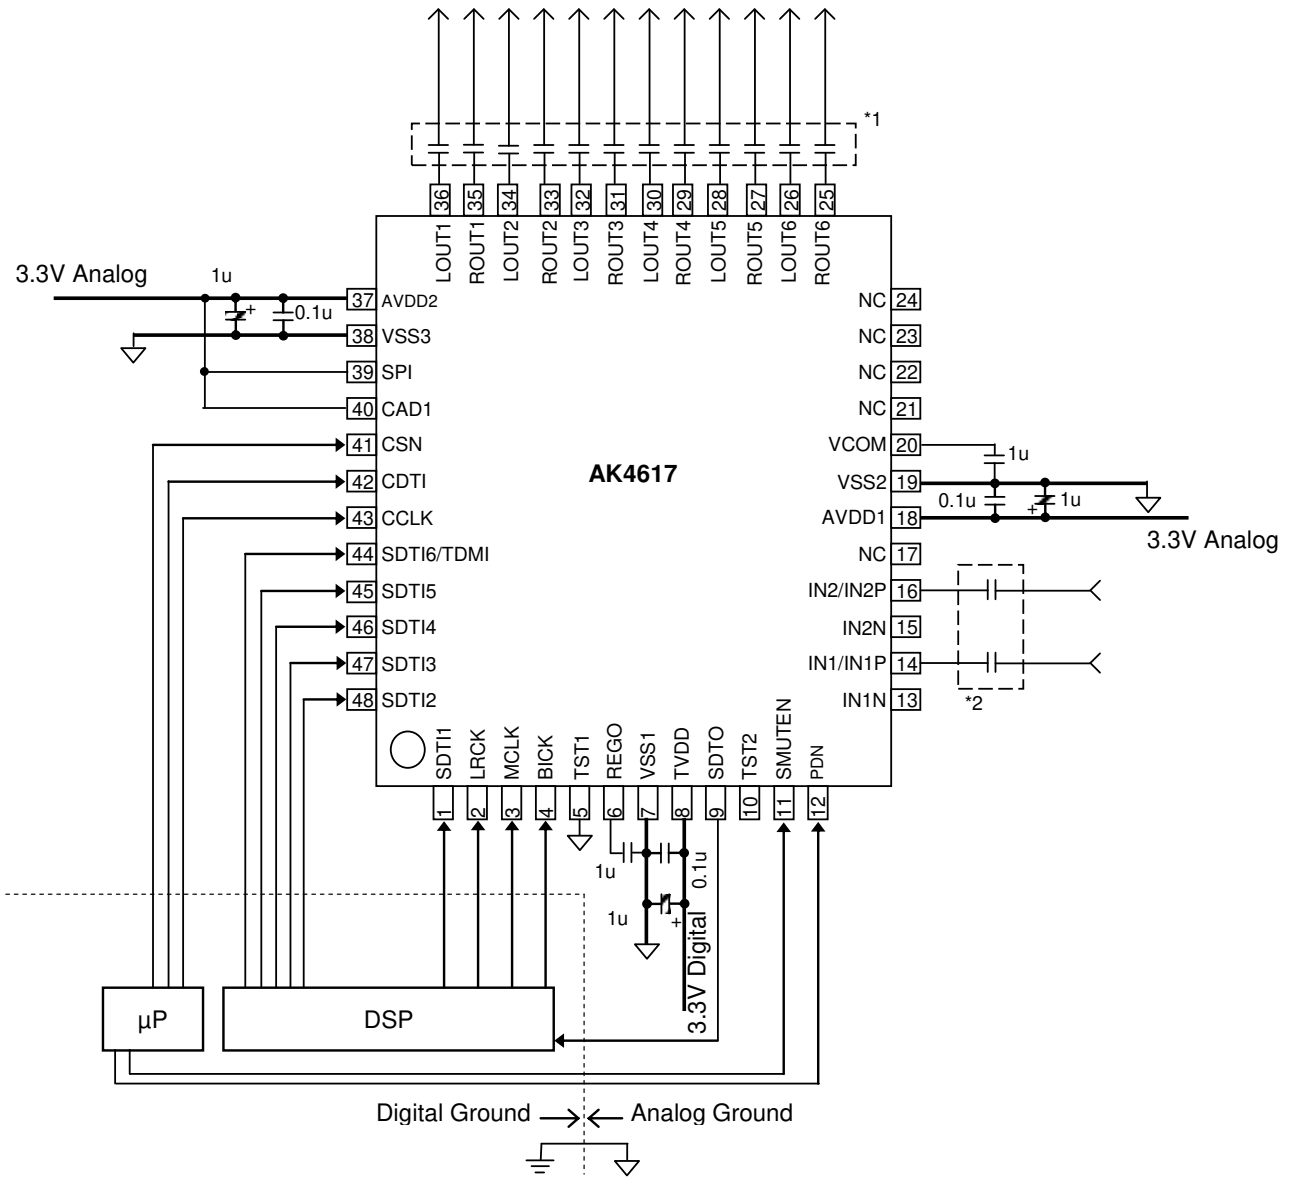 *1
36 35 34 33 32 31 30 29 28 27 26 25
LOUT1 ROUT1 LOUT2 ROUT2 LOUT3 ROUT3 LOUT4 ROUT4 LOUT5 ROUT5 LOUT6 ROUT6
3.3V Analog
1u
+
0.1u
37 AVDD2
38 VSS3
39 SPI
40 CAD1
41 CSN
42 CDTI
43 CCLK
44 SDTI6/TDMI
45 SDTI5
46 SDTI4
47 SDTI3
48 SDTI2
AK4617
NC 24
NC 23
NC 22
NC 21
VCOM 20
1u
VSS2 19
0.1u
+
1u
AVDD1 18
3.3V Analog
NC 17
IN2/IN2P 16
IN2N 15
IN1/IN1P 14
*2
IN1N 13
SDTI1 LRCK MCLK BICK TST1 REGO VSS1 TVDD SDTO TST2 SMUTEN PDN
1 2 3 4 5 6 7 8 9 10 11 12
1u
0.1u
1u
+
3.3V Digital
µP
DSP
Digital Ground
Analog Ground